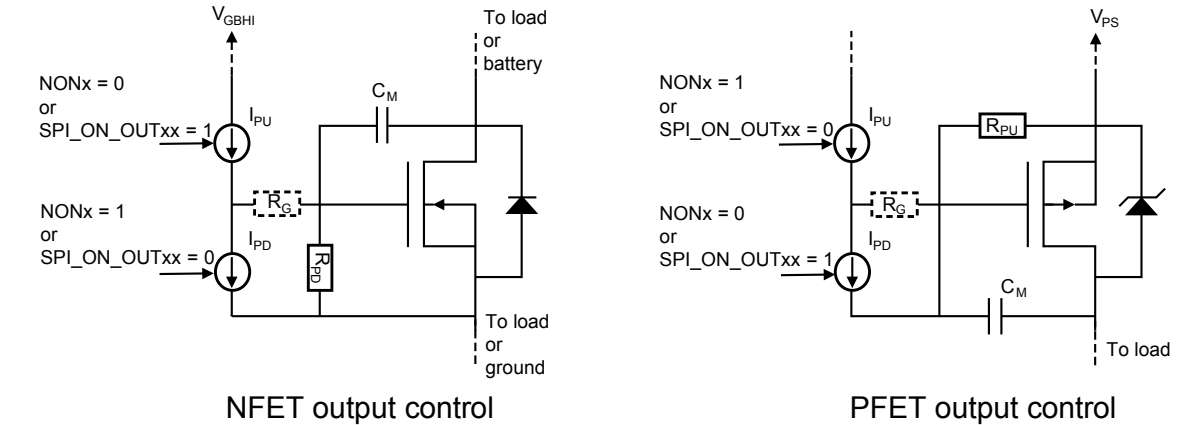 V_GBHI
To load
or
battery
NONx = 0
or
SPI_ON_OUTxx = 1
I_PU
C_M
R_G
NONx = 1
or
SPI_ON_OUTxx = 0
I_PD
R_PD
To load
or
ground
NFET output control
V_PS
NONx = 1
or
SPI_ON_OUTxx = 0
I_PU
R_PU
R_G
NONx = 0
or
SPI_ON_OUTxx = 1
I_PD
C_M
To load
PFET output control